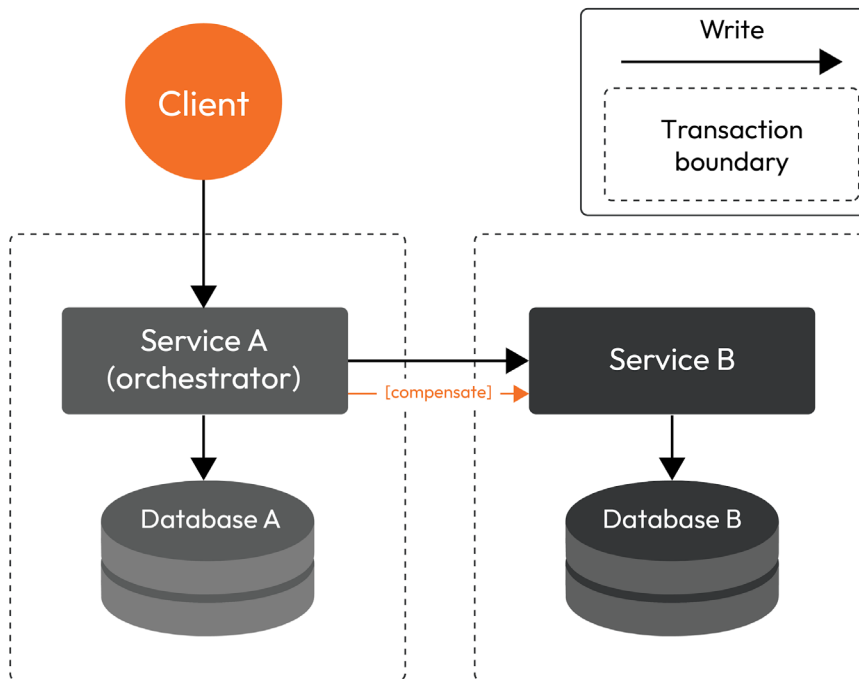 Write
Client
Transaction
boundary
Service A
(orchestrator)
Service B
[compensate]
Database A
Database B